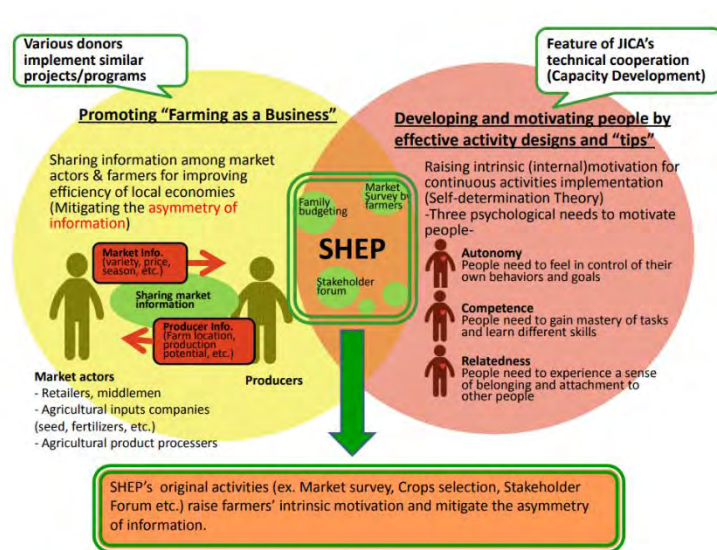 Various donors
implement similar
projects/programs
Feature of JICA's
technical cooperation
(Capacity Development)
Promoting "Farming as a Business"
Sharing information among market
actors & farmers for improving
efficiency of local economies
(Mitigating the asymmetry of
information)
Market Info.
(variety, price,
season, etc.)
Sharing market
information
Producer Info.
(Farm location,
production
potential, etc.)
Market actors
- Retailers, middlemen
- Agricultural inputs companies
(seed, fertilizers, etc.)
- Agricultural product processers
Producers
Family
budgeting
Market
Survey by
farmers
SHEP
Stakeholder
forum
Developing and motivating people by
effective activity designs and "tips"
Raising intrinsic (internal)motivation for
continuous activities implementation
(Self-determination Theory)
-Three psychological needs to motivate
people-
Autonomy
People need to feel in control of their
own behaviors and goals
Competence
People need to gain mastery of tasks
and learn different skills
Relatedness
People need to experience a sense
of belonging and attachment to
other people
SHEP's original activities (ex. Market survey, Crops selection, Stakeholder
Forum etc.) raise farmers' intrinsic motivation and mitigate the asymmetry
of information.